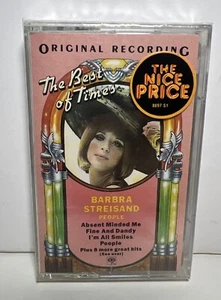 ORIGINAL RECORDING
The Best
of Times
THE
NICE
PRICE
BARBRA
STREISAND
PEOPLE
Absent Minded Me
Fine And Dandy
I'm All Smiles
People
Plus 8 more great hits
(See over)